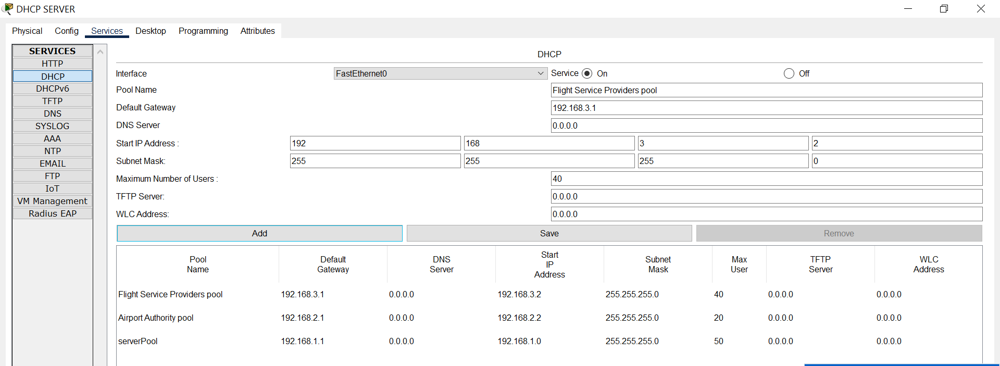 DHCP SERVER
Physical Config Services Desktop Programming Attributes
SERVICES
HTTP
DHCP
DHCPv6
TFTP
DNS
SYSLOG
AAA
NTP
EMAIL
FTP
IoT
VM Management
Radius EAP
DHCP
Interface FastEthernet0 Service On Off
Pool Name Flight Service Providers pool
Default Gateway 192.168.3.1
DNS Server 0.0.0.0
Start IP Address : 192 168 3 2
Subnet Mask: 255 255 255 0
Maximum Number of Users : 40
TFTP Server: 0.0.0.0
WLC Address: 0.0.0.0
Add Save Remove
Pool Name Default Gateway DNS Server Start IP Address Subnet Mask Max User TFTP Server WLC Address
Flight Service Providers pool 192.168.3.1 0.0.0.0 192.168.3.2 255.255.255.0 40 0.0.0.0 0.0.0.0
Airport Authority pool 192.168.2.1 0.0.0.0 192.168.2.2 255.255.255.0 20 0.0.0.0 0.0.0.0
serverPool 192.168.1.1 0.0.0.0 192.168.1.0 255.255.255.0 50 0.0.0.0 0.0.0.0